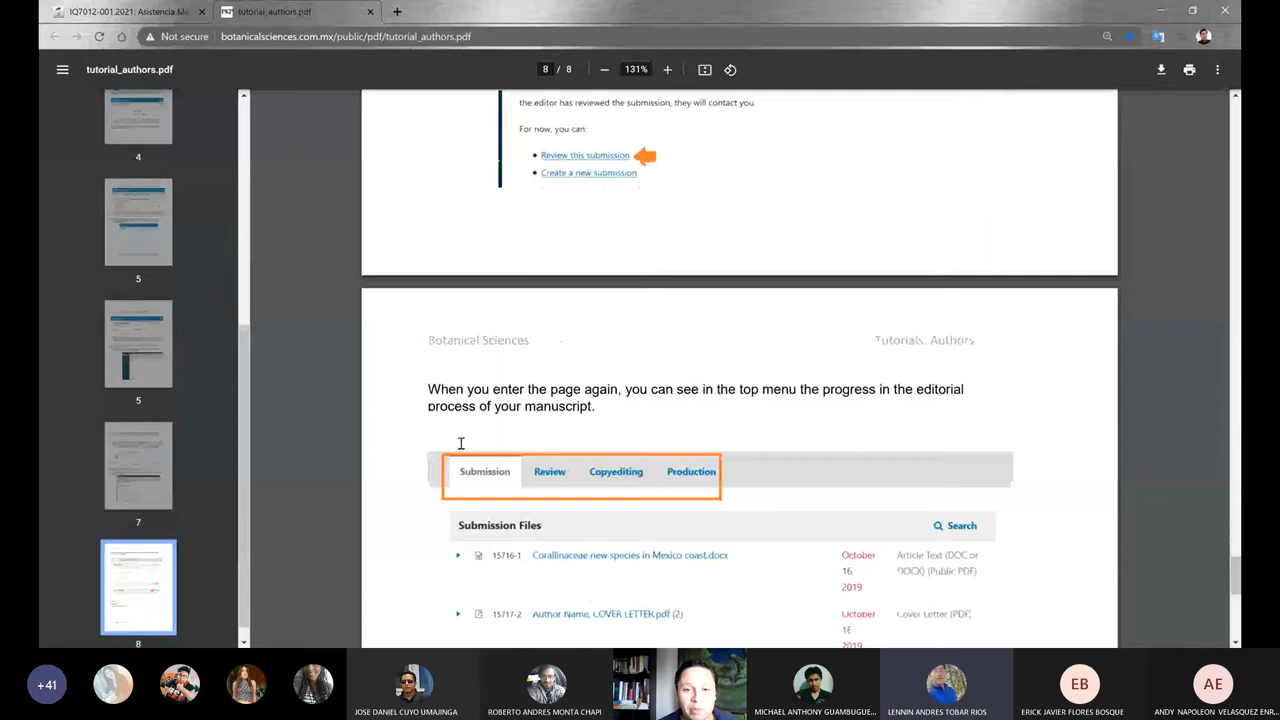 IQ7012-001.2021: Asistencia Me
tutorial_authors.pdf
Not secure
botanicalsciences.com.mx/public/pdf/tutorial_authors.pdf
tutorial_authors.pdf
8 / 8
131%
4
5
5
7
8
the editor has reviewed the submission, they will contact you.
For now, you can:
Review this submission
Create a new submission
Botanical Sciences
Tutorials. Authors
When you enter the page again, you can see in the top menu the progress in the editorial
process of your manuscript.
Submission Review Copyediting Production
Submission Files
Search
15716-1 Corallinaceae new species in Mexico coast.docx
October
16,
2019
Article Text (DOC or
DOCX) (Public PDF)
15717-2 Author Name, COVER LETTER.pdf (2)
October
16
Cover Letter (PDF)
+41
EB
AE
JOSE DANIEL CUYO UMAJINGA
ROBERTO ANDRES MONTA CHAPI
MICHAEL ANTHONY GUAMBUGUE...
LENNIN ANDRES TOBAR RIOS
ERICK JAVIER FLORES BOSQUE
ANDY NAPOLEON VELASQUEZ ENR...